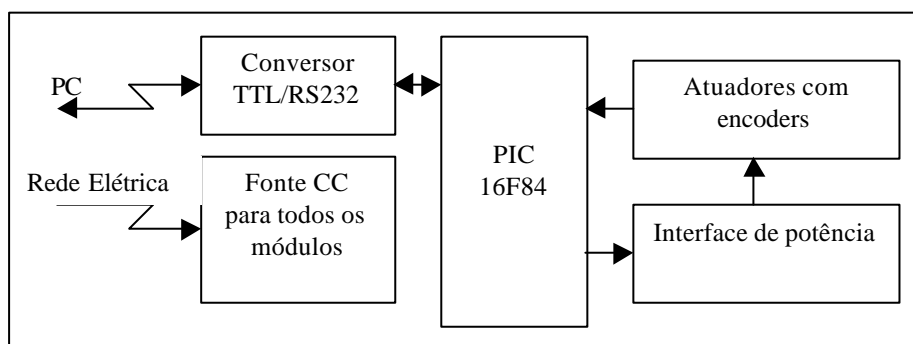 PC
Conversor
TTL/RS232
PIC
16F84
Atuadores com
encoders
Rede Elétrica
Fonte CC
para todos os
módulos
Interface de potência